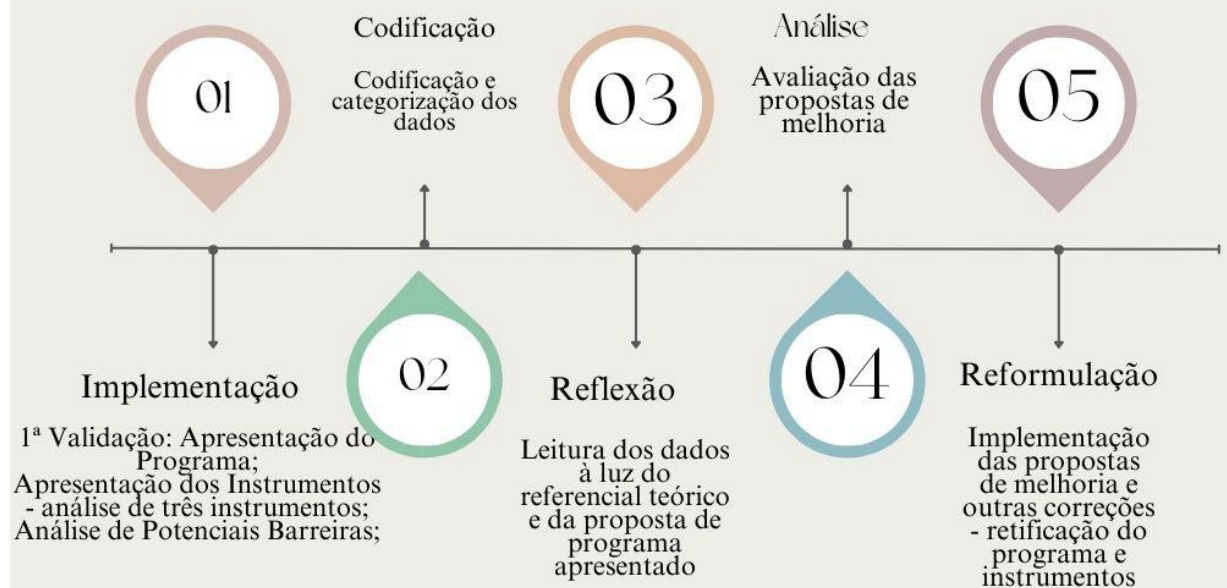 01
Implementação
1ª Validação: Apresentação do
Programa;
Apresentação dos Instrumentos
- análise de três instrumentos;
Análise de Potenciais Barreiras;
Codificação
Codificação e
categorização dos
dados
02
03
Reflexão
Leitura dos dados
à luz do
referencial teórico
e da proposta de
programa
apresentado
Análise
Avaliação das
propostas de
melhoria
04
05
Reformulação
Implementação
das propostas
de melhoria e
outras correções
- retificação do
programa e
instrumentos